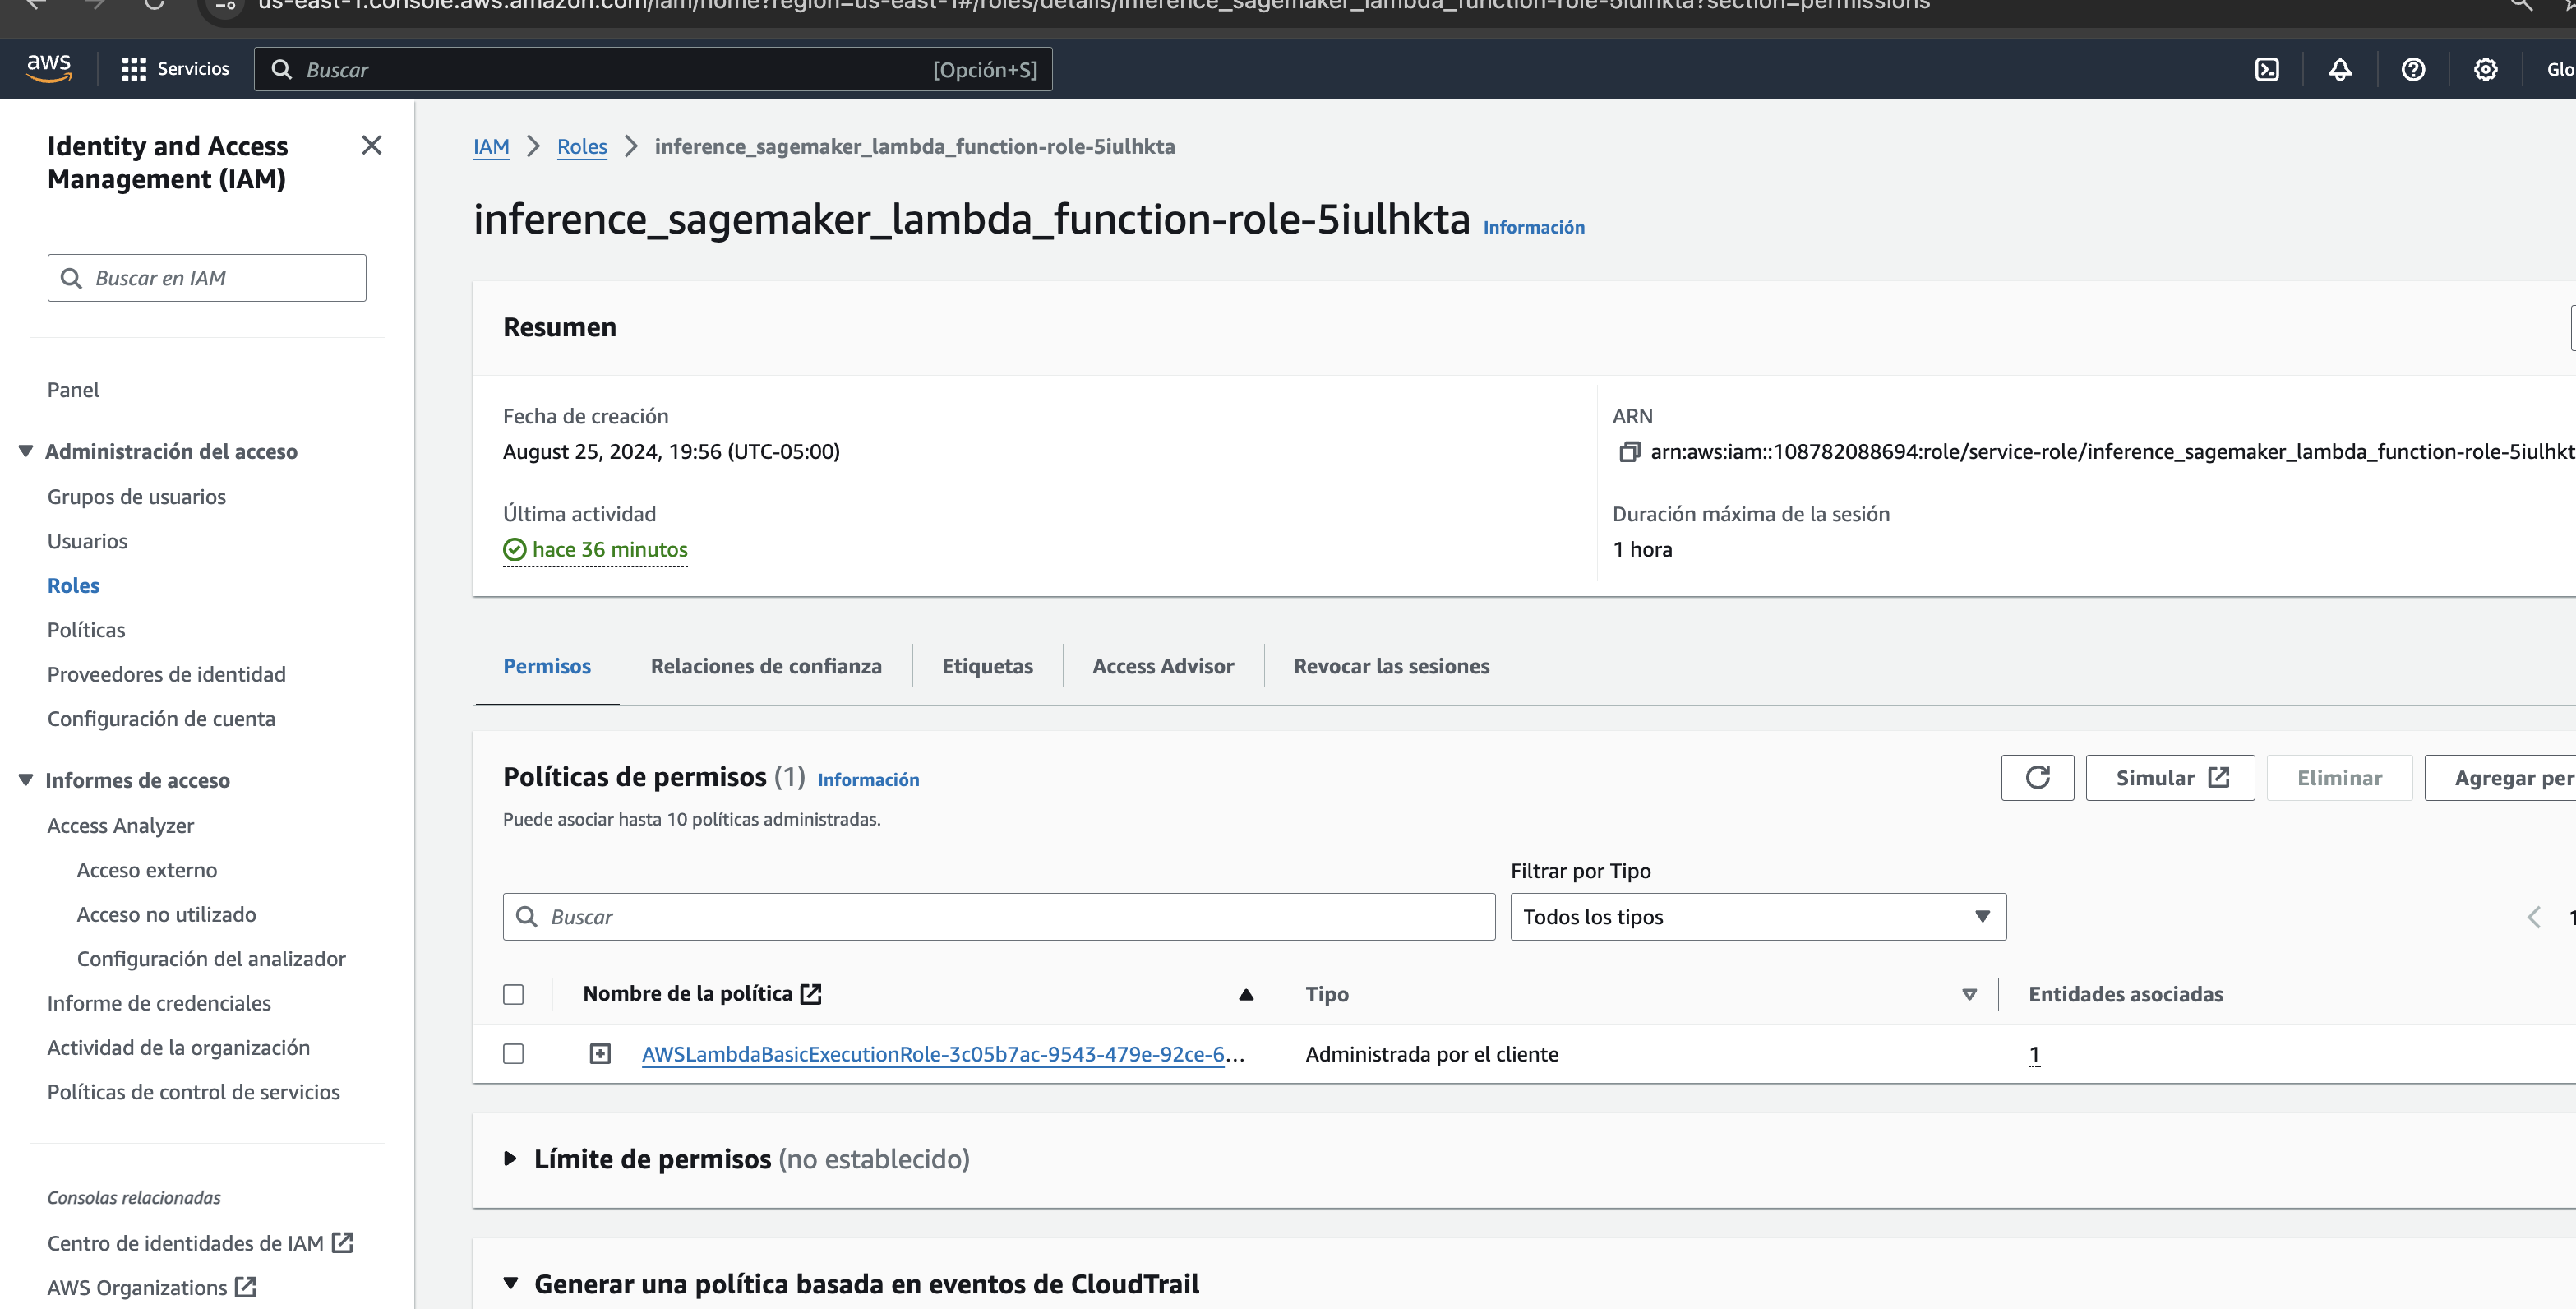 us-east-1.console.aws.amazon.com/iam/home?region=us-east-1#/roles/details/inference_sagemaker_lambda_function-role-5iulhkta?section=permissions
aws
Servicios
Buscar
[Opción+S]
Glo
Identity and Access
Management (IAM)
Buscar en IAM
Panel
Administración del acceso
Grupos de usuarios
Usuarios
Roles
Políticas
Proveedores de identidad
Configuración de cuenta
Informes de acceso
Access Analyzer
Acceso externo
Acceso no utilizado
Configuración del analizador
Informe de credenciales
Actividad de la organización
Políticas de control de servicios
Consolas relacionadas
Centro de identidades de IAM
AWS Organizations
IAM > Roles > inference_sagemaker_lambda_function-role-5iulhkta
inference_sagemaker_lambda_function-role-5iulhkta Información
Resumen
Fecha de creación
August 25, 2024, 19:56 (UTC-05:00)
Última actividad
hace 36 minutos
ARN
arn:aws:iam::108782088694:role/service-role/inference_sagemaker_lambda_function-role-5iulhkt
Duración máxima de la sesión
1 hora
Permisos
Relaciones de confianza
Etiquetas
Access Advisor
Revocar las sesiones
Políticas de permisos (1) Información
Puede asociar hasta 10 políticas administradas.
Simular
Eliminar
Agregar per
Filtrar por Tipo
Buscar
Todos los tipos
1
Nombre de la política
Tipo
Entidades asociadas
AWSLambdaBasicExecutionRole-3c05b7ac-9543-479e-92ce-6...
Administrada por el cliente
1
Límite de permisos (no establecido)
Generar una política basada en eventos de CloudTrail